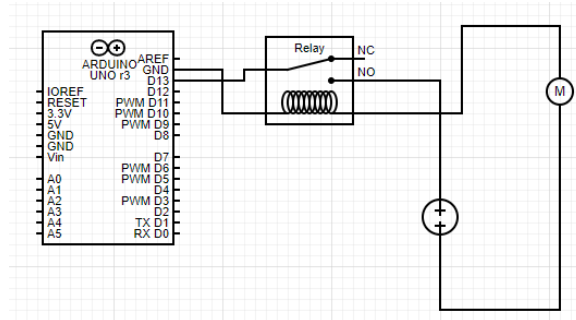 ARDUINO
UNO r3
IOREF
RESET
3.3V
5V
GND
GND
Vin
A0
A1
A2
A3
A4
A5
AREF
GND
D13
D12
PWM D11
PWM D10
PWM D9
D8
D7
PWM D6
PWM D5
D4
PWM D3
D2
TX D1
RX D0
Relay
NC
NO
M